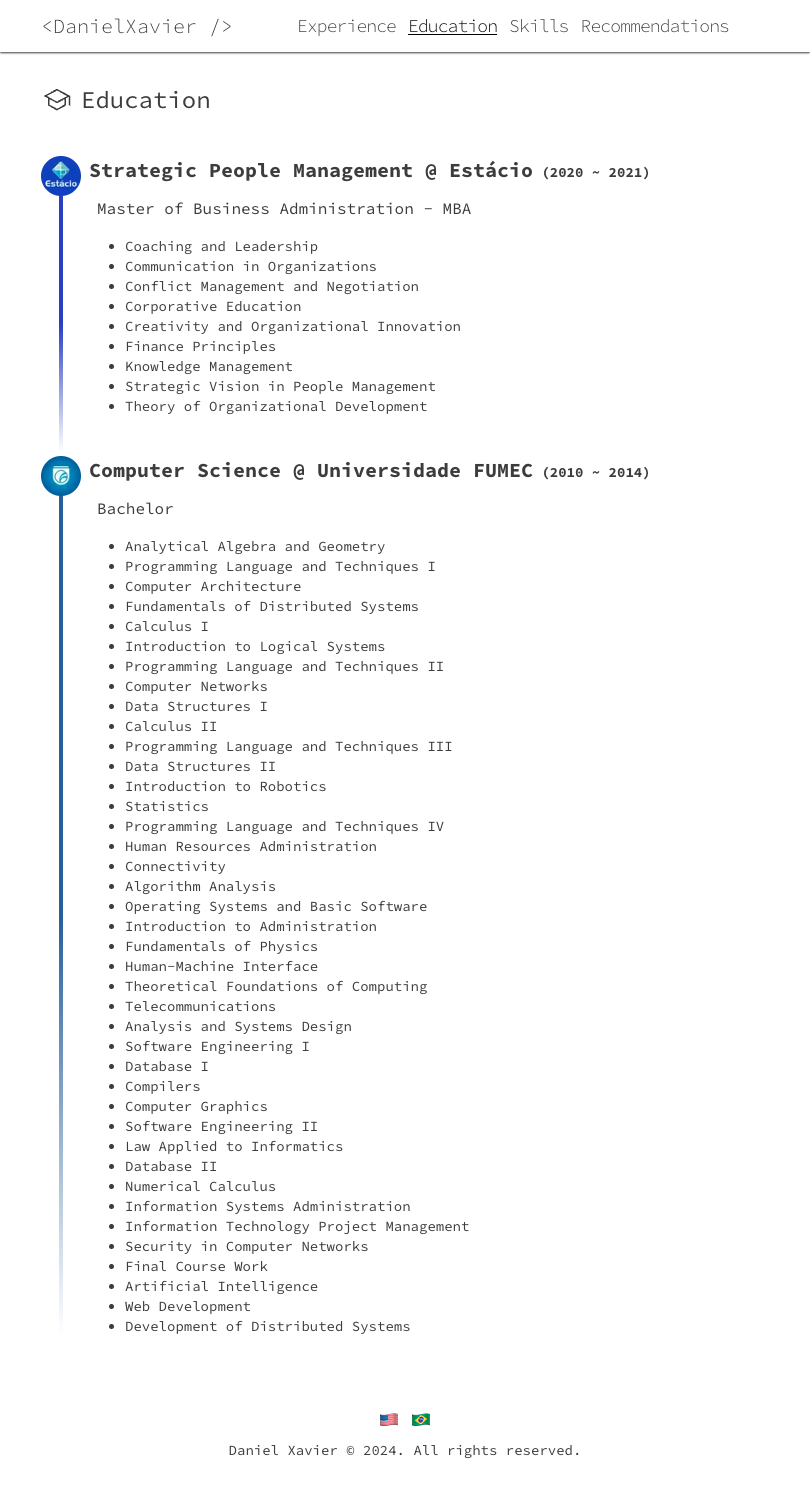 <DanielXavier />
Experience Education Skills Recommendations
Education
Estácio
Strategic People Management @ Estácio (2020 ~ 2021)
Master of Business Administration - MBA
• Coaching and Leadership
• Communication in Organizations
• Conflict Management and Negotiation
• Corporative Education
• Creativity and Organizational Innovation
• Finance Principles
• Knowledge Management
• Strategic Vision in People Management
• Theory of Organizational Development
Computer Science @ Universidade FUMEC (2010 ~ 2014)
Bachelor
• Analytical Algebra and Geometry
• Programming Language and Techniques I
• Computer Architecture
• Fundamentals of Distributed Systems
• Calculus I
• Introduction to Logical Systems
• Programming Language and Techniques II
• Computer Networks
• Data Structures I
• Calculus II
• Programming Language and Techniques III
• Data Structures II
• Introduction to Robotics
• Statistics
• Programming Language and Techniques IV
• Human Resources Administration
• Connectivity
• Algorithm Analysis
• Operating Systems and Basic Software
• Introduction to Administration
• Fundamentals of Physics
• Human-Machine Interface
• Theoretical Foundations of Computing
• Telecommunications
• Analysis and Systems Design
• Software Engineering I
• Database I
• Compilers
• Computer Graphics
• Software Engineering II
• Law Applied to Informatics
• Database II
• Numerical Calculus
• Information Systems Administration
• Information Technology Project Management
• Security in Computer Networks
• Final Course Work
• Artificial Intelligence
• Web Development
• Development of Distributed Systems
Daniel Xavier © 2024. All rights reserved.